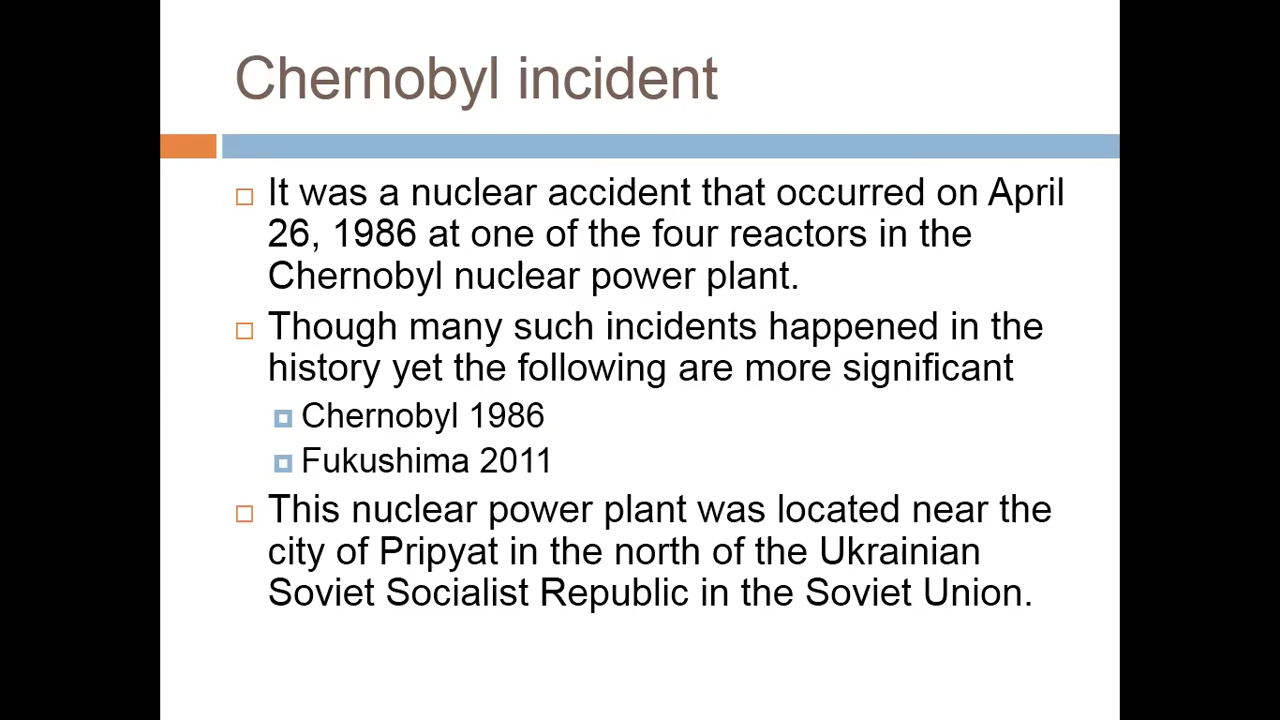 Chernobyl incident
It was a nuclear accident that occurred on April
26, 1986 at one of the four reactors in the
Chernobyl nuclear power plant.
Though many such incidents happened in the
history yet the following are more significant
Chernobyl 1986
Fukushima 2011
This nuclear power plant was located near the
city of Pripyat in the north of the Ukrainian
Soviet Socialist Republic in the Soviet Union.